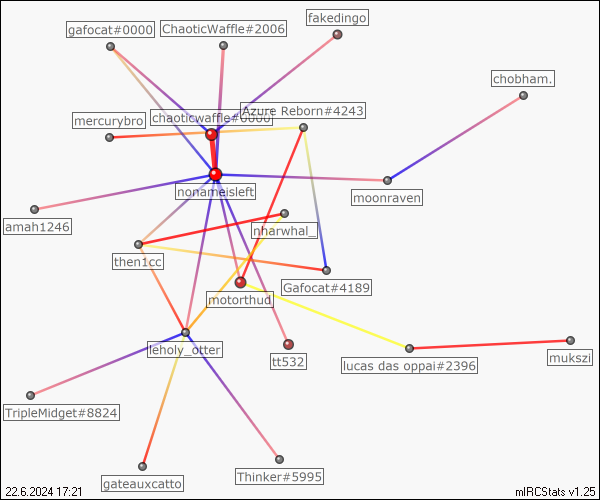 fakedingo
gafocat#0000
ChaoticWaffle#2006
chobham.
chaoticwaffle#0000
Azure Reborn#4243
mercurybro
nonameisleft
moonraven
amah1246
nharwhal_
then1cc
Gafocat#4189
motorthud
leholy_otter
tt532
lucas das oppai#2396
mukszi
TripleMidget#8824
gateauxcatto
Thinker#5995
22.6.2024 17:21
mIRCStats v1.25